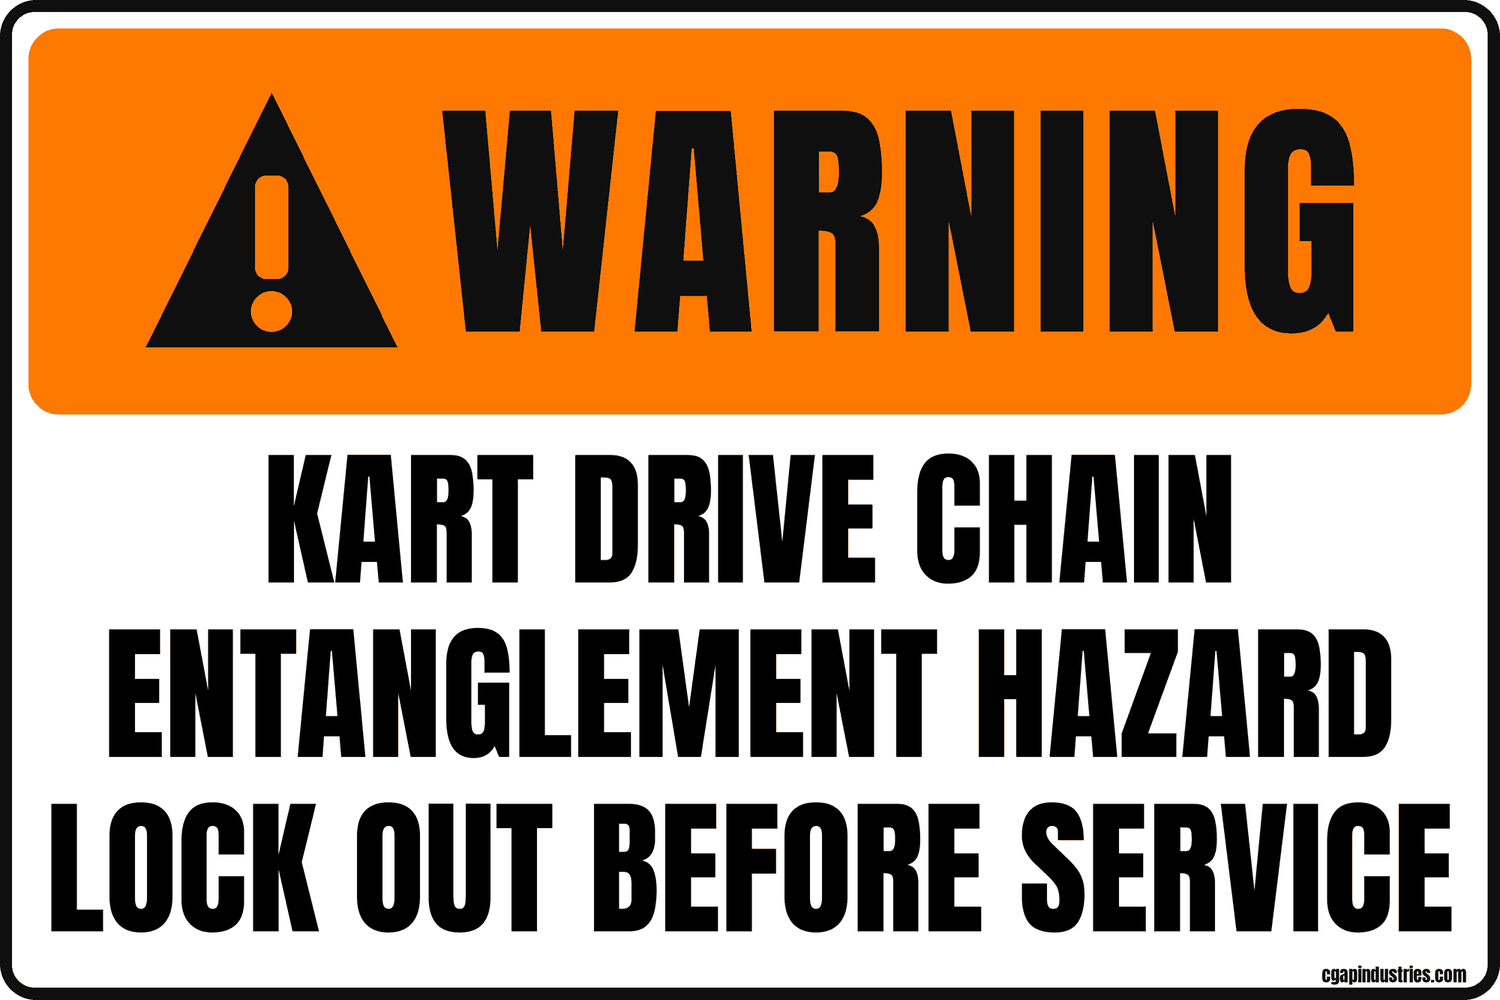 WARNING
KART DRIVE CHAIN
ENTANGLEMENT HAZARD
LOCK OUT BEFORE SERVICE
cgapindustries.com